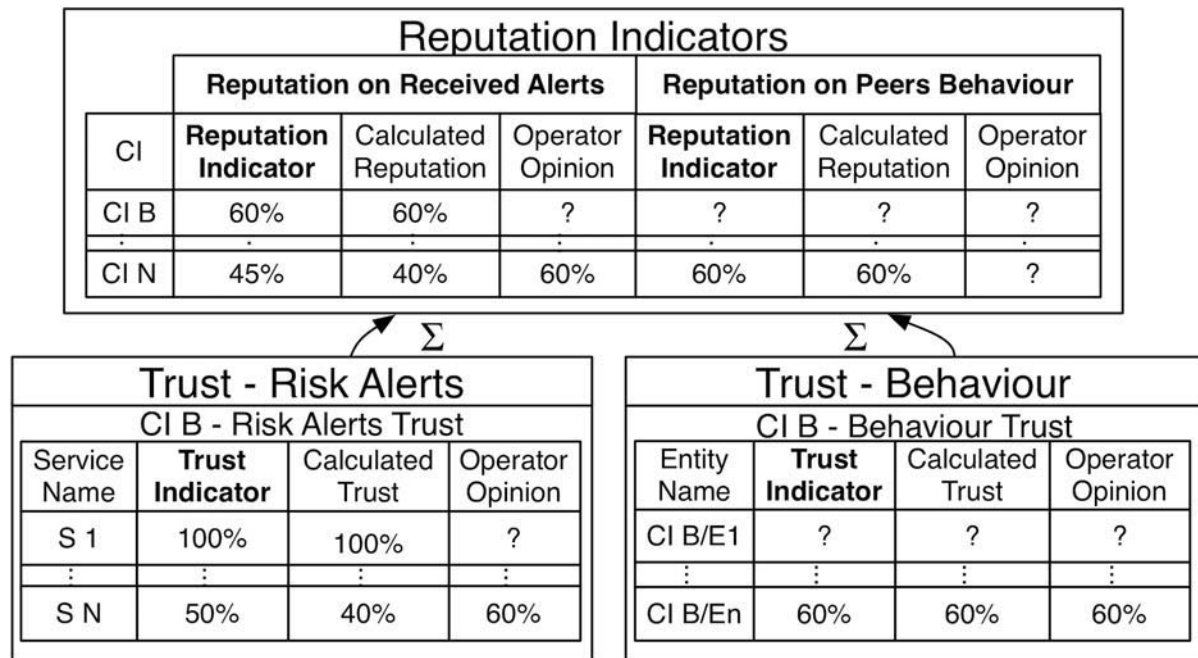 Reputation Indicators
Reputation on Received Alerts Reputation on Peers Behaviour
CI Reputation Indicator Calculated Reputation Operator Opinion Reputation Indicator Calculated Reputation Operator Opinion
CI B 60% 60% ? ? ? ?
CI N 45% 40% 60% 60% 60% ?
Σ Σ
Trust - Risk Alerts
CI B - Risk Alerts Trust
Service Name Trust Indicator Calculated Trust Operator Opinion
S 1 100% 100% ?
S N 50% 40% 60%
Trust - Behaviour
CI B - Behaviour Trust
Entity Name Trust Indicator Calculated Trust Operator Opinion
CI B/E1 ? ? ?
CI B/En 60% 60% 60%